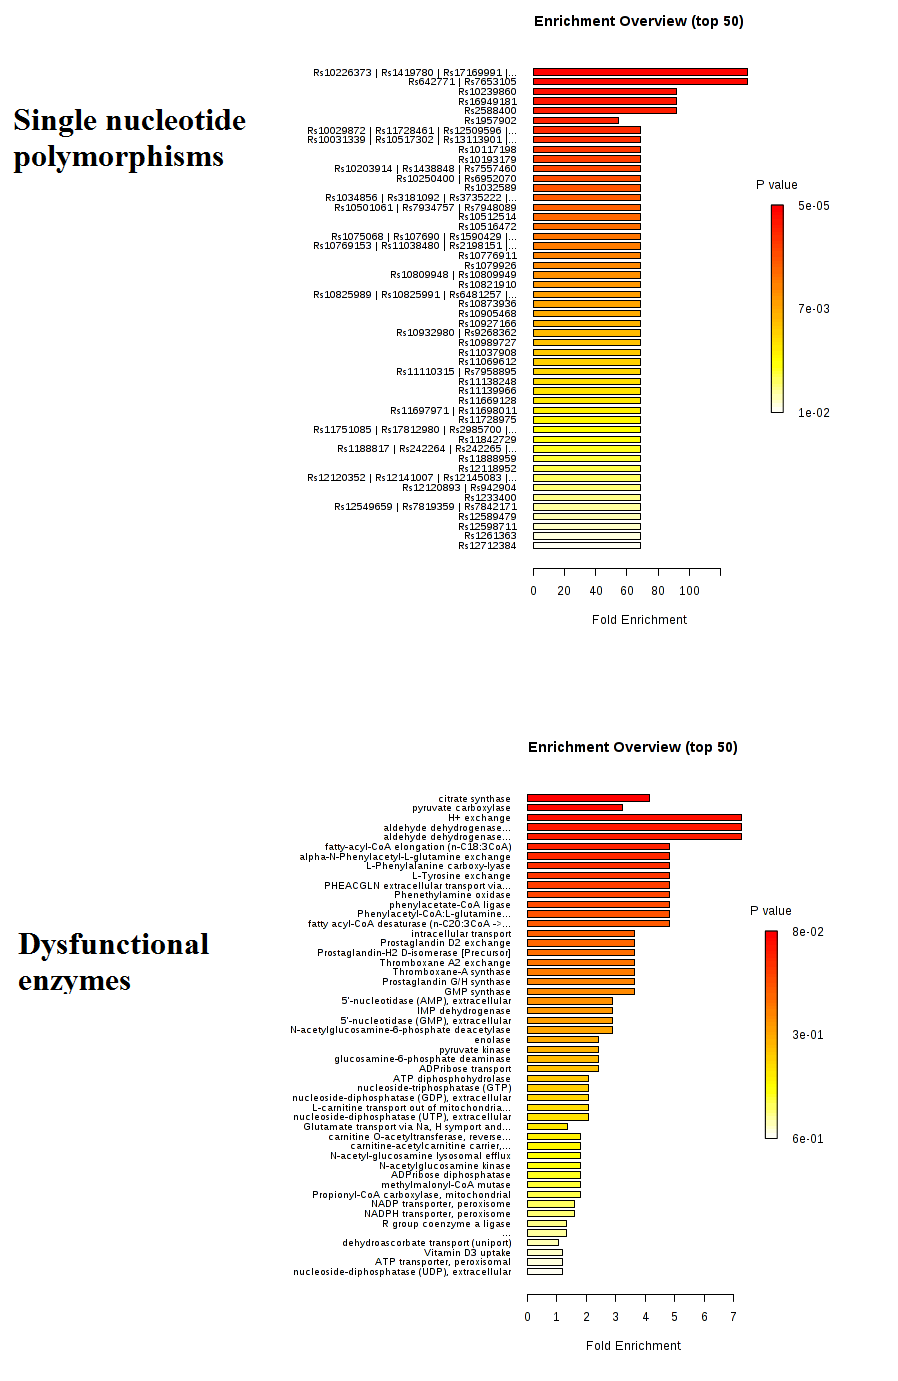 Enrichment Overview (top 50)
Single nucleotide
polymorphisms
Rs10226373 | Rs1419780 | Rs17169991 |...
Rs642771 | Rs7653105
Rs10239860
Rs16949181
Rs2588400
Rs1957902
Rs10029872 | Rs11728461 | Rs12509596 |...
Rs10031339 | Rs10517302 | Rs13113901 |...
Rs10117198
Rs10193179
Rs10203914 | Rs1438848 | Rs7557460
Rs10250400 | Rs6952070
Rs1032589
Rs1034856 | Rs3181092 | Rs3735222 |...
Rs10501061 | Rs7934757 | Rs7948089
Rs10512514
Rs10516472
Rs1075068 | Rs107690 | Rs1590429 |...
Rs10769153 | Rs11038480 | Rs2198151 |...
Rs10776911
Rs1079926
Rs10809948 | Rs10809949
Rs10821910
Rs10825989 | Rs10825991 | Rs6481257 |...
Rs10873936
Rs10905468
Rs10927166
Rs10932980 | Rs9268362
Rs10989727
Rs11037908
Rs11069612
Rs11110315 | Rs7958895
Rs11138248
Rs11139966
Rs11669128
Rs11697971 | Rs11698011
Rs11728975
Rs11751085 | Rs17812980 | Rs2985700 |...
Rs11842729
Rs1188817 | Rs242264 | Rs242265 |...
Rs11888959
Rs12118952
Rs12120352 | Rs12141007 | Rs12145083 |...
Rs12120893 | Rs942904
Rs1233400
Rs12549659 | Rs7819359 | Rs7842171
Rs12589479
Rs12598711
Rs1261363
Rs12712384
0 20 40 60 80 100
Fold Enrichment
P value
5e-05
7e-03
1e-02
Enrichment Overview (top 50)
Dysfunctional
enzymes
citrate synthase
pyruvate carboxylase
H+ exchange
aldehyde dehydrogenase...
aldehyde dehydrogenase...
fatty-acyl-CoA elongation (n-C18:3CoA)
alpha-N-Phenylacetyl-L-glutamine exchange
L-Phenylalanine carboxy-lyase
L-Tyrosine exchange
PHEACGLN extracellular transport via...
Phenethylamine oxidase
phenylacetate-CoA ligase
Phenylacetyl-CoA:L-glutamine...
fatty acyl-CoA desaturase (n-C20:3CoA ->...
intracellular transport
Prostaglandin D2 exchange
Prostaglandin-H2 D-isomerase [Precursor]
Thromboxane A2 exchange
Thromboxane-A synthase
Prostaglandin G/H synthase
GMP synthase
5'-nucleotidase (AMP), extracellular
IMP dehydrogenase
5'-nucleotidase (GMP), extracellular
N-acetylglucosamine-6-phosphate deacetylase
enolase
pyruvate kinase
glucosamine-6-phosphate deaminase
ADPribose transport
ATP diphosphohydrolase
nucleoside-triphosphatase (GTP)
nucleoside-diphosphatase (GDP), extracellular
L-carnitine transport out of mitochondria...
nucleoside-diphosphatase (UTP), extracellular
Glutamate transport via Na, H symport and...
carnitine O-acetyltransferase, reverse...
carnitine-acetylcarnitine carrier,...
N-acetyl-glucosamine lysosomal efflux
N-acetylglucosamine kinase
ADPribose diphosphatase
methylmalonyl-CoA mutase
Propionyl-CoA carboxylase, mitochondrial
NADP transporter, peroxisome
NADPH transporter, peroxisome
R group coenzyme a ligase
...
dehydroascorbate transport (uniport)
Vitamin D3 uptake
ATP transporter, peroxisomal
nucleoside-diphosphatase (UDP), extracellular
0 1 2 3 4 5 6 7
Fold Enrichment
P value
8e-02
3e-01
6e-01